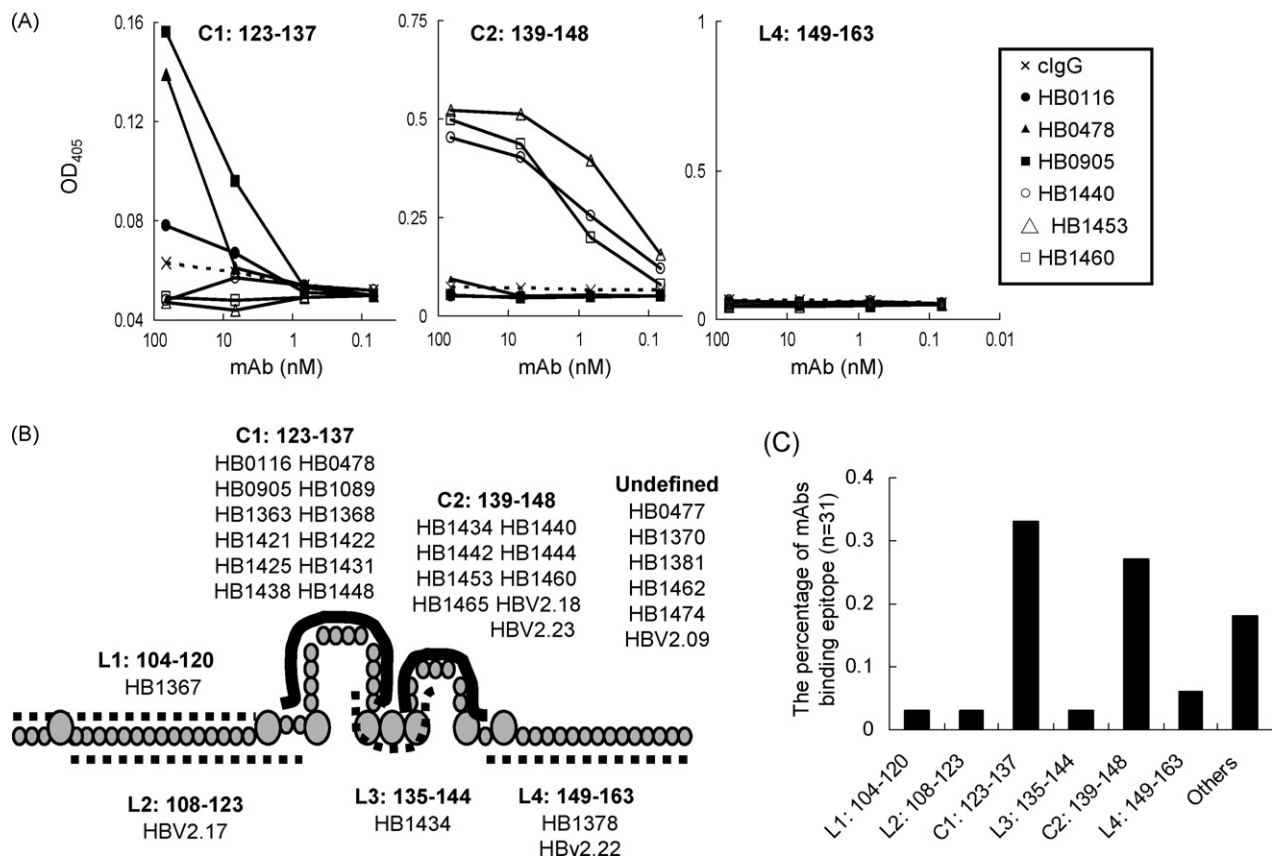 (A)
C1: 123-137
C2: 139-148
L4: 149-163
OD405
0.16
0.12
0.08
0.04
100 10 1 0.1
mAb (nM)
0.75
0.5
0.25
0
100 10 1 0.1
mAb (nM)
1
0.5
0
100 10 1 0.1 0.01
mAb (nM)
cIgG
HB0116
HB0478
HB0905
HB1440
HB1453
HB1460
(B)
C1: 123-137
HB0116 HB0478
HB0905 HB1089
HB1363 HB1368
HB1421 HB1422
HB1425 HB1431
HB1438 HB1448
C2: 139-148
HB1434 HB1440
HB1442 HB1444
HB1453 HB1460
HB1465 HBV2.18
HBV2.23
Undefined
HB0477
HB1370
HB1381
HB1462
HB1474
HBV2.09
L1: 104-120
HB1367
L2: 108-123
HBV2.17
L3: 135-144
HB1434
L4: 149-163
HB1378
HBv2.22
(C)
The percentage of mAbs
binding epitope (n=31)
0.4
0.3
0.2
0.1
0
L1: 104-120
L2: 108-123
C1: 123-137
L3: 135-144
C2: 139-148
L4: 149-163
Others